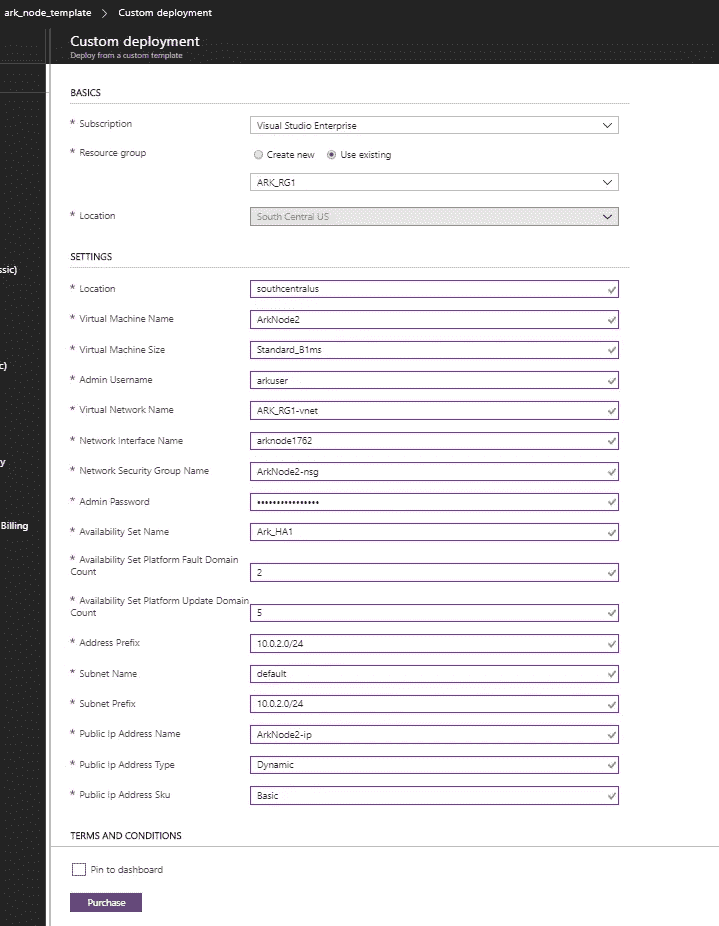 ark_node_template > Custom deployment
Custom deployment
Deploy from a custom template
BASICS
* Subscription
Visual Studio Enterprise
* Resource group
Create new Use existing
ARK_RG1
* Location
South Central US
SETTINGS
ssic)
* Location
southcentralus
* Virtual Machine Name
ArkNode2
* Virtual Machine Size
Standard_B1ms
c)
* Admin Username
arkuser
* Virtual Network Name
ARK_RG1-vnet
* Network Interface Name
arknode1762
y
* Network Security Group Name
ArkNode2-nsg
* Admin Password
••••••••••••••••
Billing
* Availability Set Name
Ark_HA1
* Availability Set Platform Fault Domain
Count
2
* Availability Set Platform Update Domain
Count
5
* Address Prefix
10.0.2.0/24
* Subnet Name
default
* Subnet Prefix
10.0.2.0/24
* Public Ip Address Name
ArkNode2-ip
* Public Ip Address Type
Dynamic
* Public Ip Address Sku
Basic
TERMS AND CONDITIONS
Pin to dashboard
Purchase